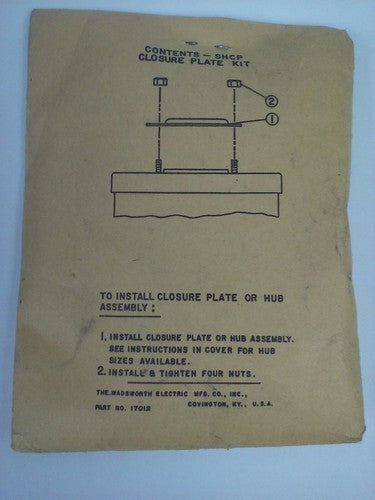 CONTENTS — SHCP
CLOSURE PLATE KIT
2
1
TO INSTALL CLOSURE PLATE OR HUB
ASSEMBLY:
1. INSTALL CLOSURE PLATE OR HUB ASSEMBLY.
SEE INSTRUCTIONS IN COVER FOR HUB
SIZES AVAILABLE.
2. INSTALL & TIGHTEN FOUR NUTS.
THE WADSWORTH ELECTRIC MFG. CO., INC.,
COVINGTON, KY., U.S.A.
PART NO. 17012